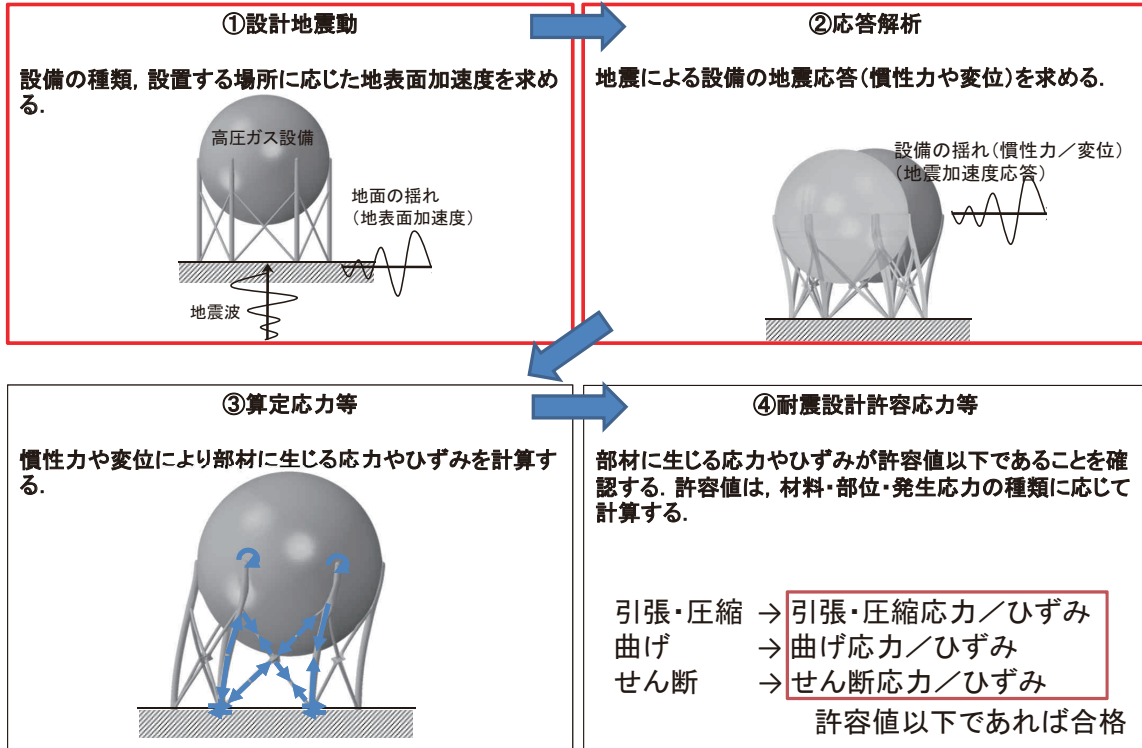 ①設計地震動
設備の種類，設置する場所に応じた地表面加速度を求め
る．
高圧ガス設備
地面の揺れ
（地表面加速度）
地震波
②応答解析
地震による設備の地震応答（慣性力や変位）を求める．
設備の揺れ（慣性力／変位）
（地震加速度応答）
③算定応力等
慣性力や変位により部材に生じる応力やひずみを計算す
る．
④耐震設計許容応力等
部材に生じる応力やひずみが許容値以下であることを確
認する．許容値は，材料・部位・発生応力の種類に応じて
計算する．
引張・圧縮 → 引張・圧縮応力／ひずみ
曲げ → 曲げ応力／ひずみ
せん断 → せん断応力／ひずみ
許容値以下であれば合格